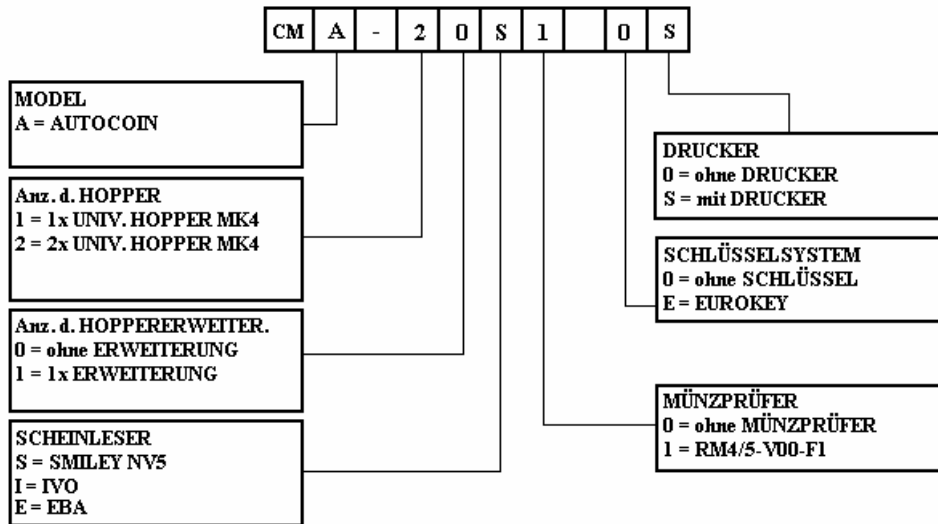 CM A - 2 0 S 1 0 S
MODEL
A = AUTOCOIN
Anz. d. HOPPER
1 = 1x UNIV. HOPPER MK4
2 = 2x UNIV. HOPPER MK4
Anz. d. HOPPERERWEITER.
0 = ohne ERWEITERUNG
1 = 1x ERWEITERUNG
SCHEINLESER
S = SMILEY NV5
I = IVO
E = EBA
DRUCKER
0 = ohne DRUCKER
S = mit DRUCKER
SCHLÜSSELSYSTEM
0 = ohne SCHLÜSSEL
E = EUROKEY
MÜNZPRÜFER
0 = ohne MÜNZPRÜFER
1 = RM4/5-V00-F1